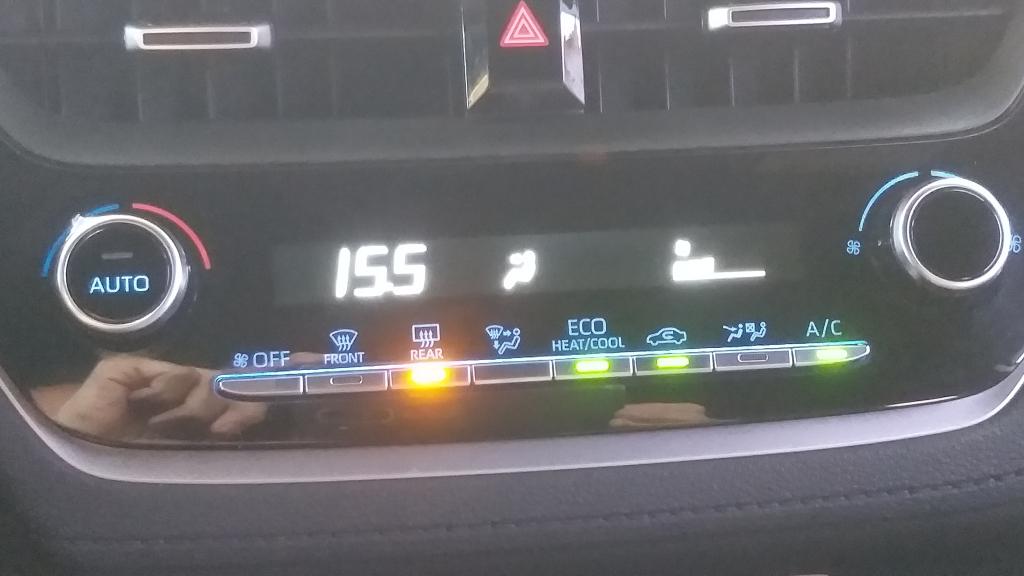 AUTO
15.5
OFF
FRONT
REAR
ECO
HEAT/COOL
A/C